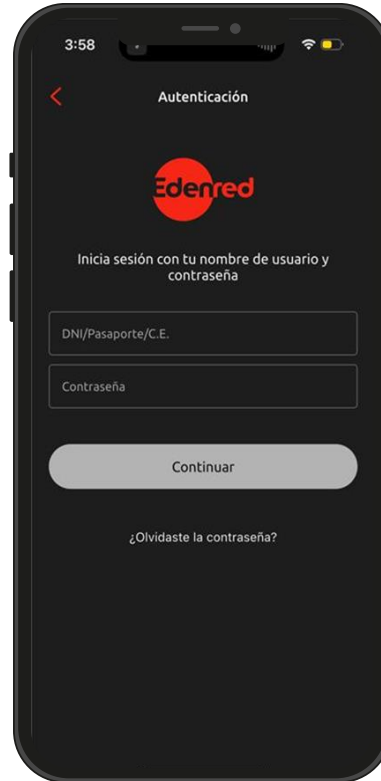 3:58
Autenticación
Edenred
Inicia sesión con tu nombre de usuario y
contraseña
DNI/Pasaporte/C.E.
Contraseña
Continuar
¿Olvidaste la contraseña?